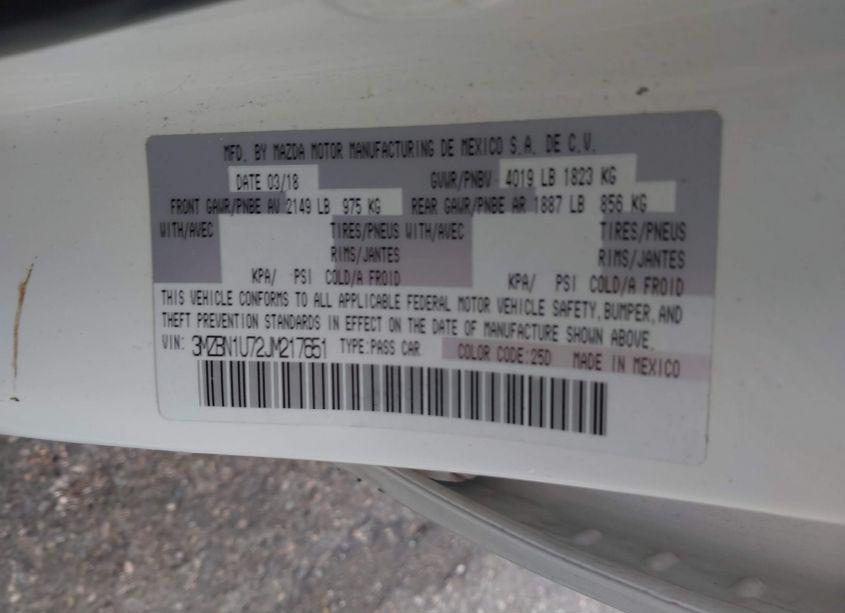 MFD. BY MAZDA MOTOR MANUFACTURING DE MEXICO S.A. DE C.V.
DATE 03/18 GVWR/PNBV 4019 LB 1823 KG
FRONT GAWR/PNBE AV 2149 LB 975 KG REAR GAWR/PNBE AR 1887 LB 856 KG
WITH/AVEC TIRES/PNEUS WITH/AVEC TIRES/PNEUS
RIMS/JANTES RIMS/JANTES
KPA/ PSI COLD/A FROID KPA/ PSI COLD/A FROID
THIS VEHICLE CONFORMS TO ALL APPLICABLE FEDERAL MOTOR VEHICLE SAFETY, BUMPER, AND
THEFT PREVENTION STANDARDS IN EFFECT ON THE DATE OF MANUFACTURE SHOWN ABOVE.
VIN: 3MZBN1U72JM217651 TYPE:PASS CAR COLOR CODE:25D MADE IN MEXICO